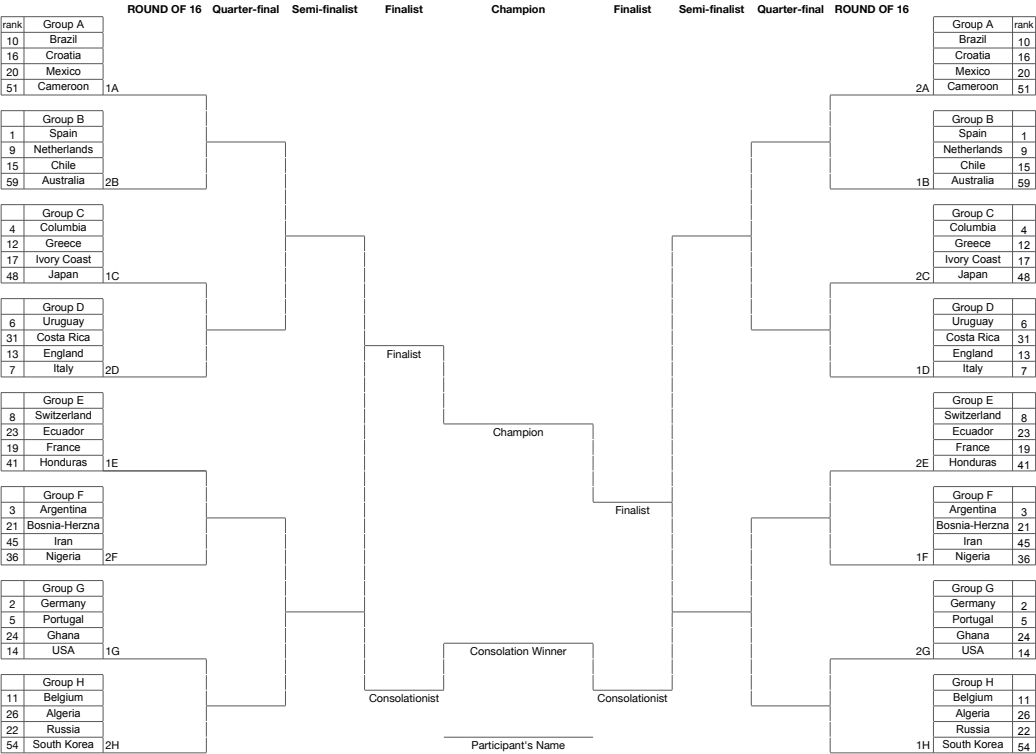 ROUND OF 16 Quarter-final Semi-finalist Finalist Champion Finalist Semi-finalist Quarter-final ROUND OF 16
rank Group A Group A rank
10 Brazil Brazil 10
16 Croatia Croatia 16
20 Mexico Mexico 20
51 Cameroon 1A 2A Cameroon 51
Group B Group B
1 Spain Spain 1
9 Netherlands Netherlands 9
15 Chile Chile 15
59 Australia 2B 1B Australia 59
Group C Group C
4 Columbia Columbia 4
12 Greece Greece 12
17 Ivory Coast Ivory Coast 17
48 Japan 1C 2C Japan 48
Group D Group D
6 Uruguay Uruguay 6
31 Costa Rica Costa Rica 31
13 England England 13
Finalist
7 Italy 2D 1D Italy 7
Group E Group E
8 Switzerland Switzerland 8
23 Ecuador Champion Ecuador 23
19 France France 19
41 Honduras 1E 2E Honduras 41
Group F Group F
3 Argentina Finalist Argentina 3
21 Bosnia-Herzna Bosnia-Herzna 21
45 Iran Iran 45
36 Nigeria 2F 1F Nigeria 36
Group G Group G
2 Germany Germany 2
5 Portugal Portugal 5
24 Ghana Ghana 24
14 USA 1G Consolation Winner 2G USA 14
Group H Group H
11 Belgium Consolationist Consolationist Belgium 11
26 Algeria Algeria 26
22 Russia Russia 22
54 South Korea 2H Participant's Name 1H South Korea 54